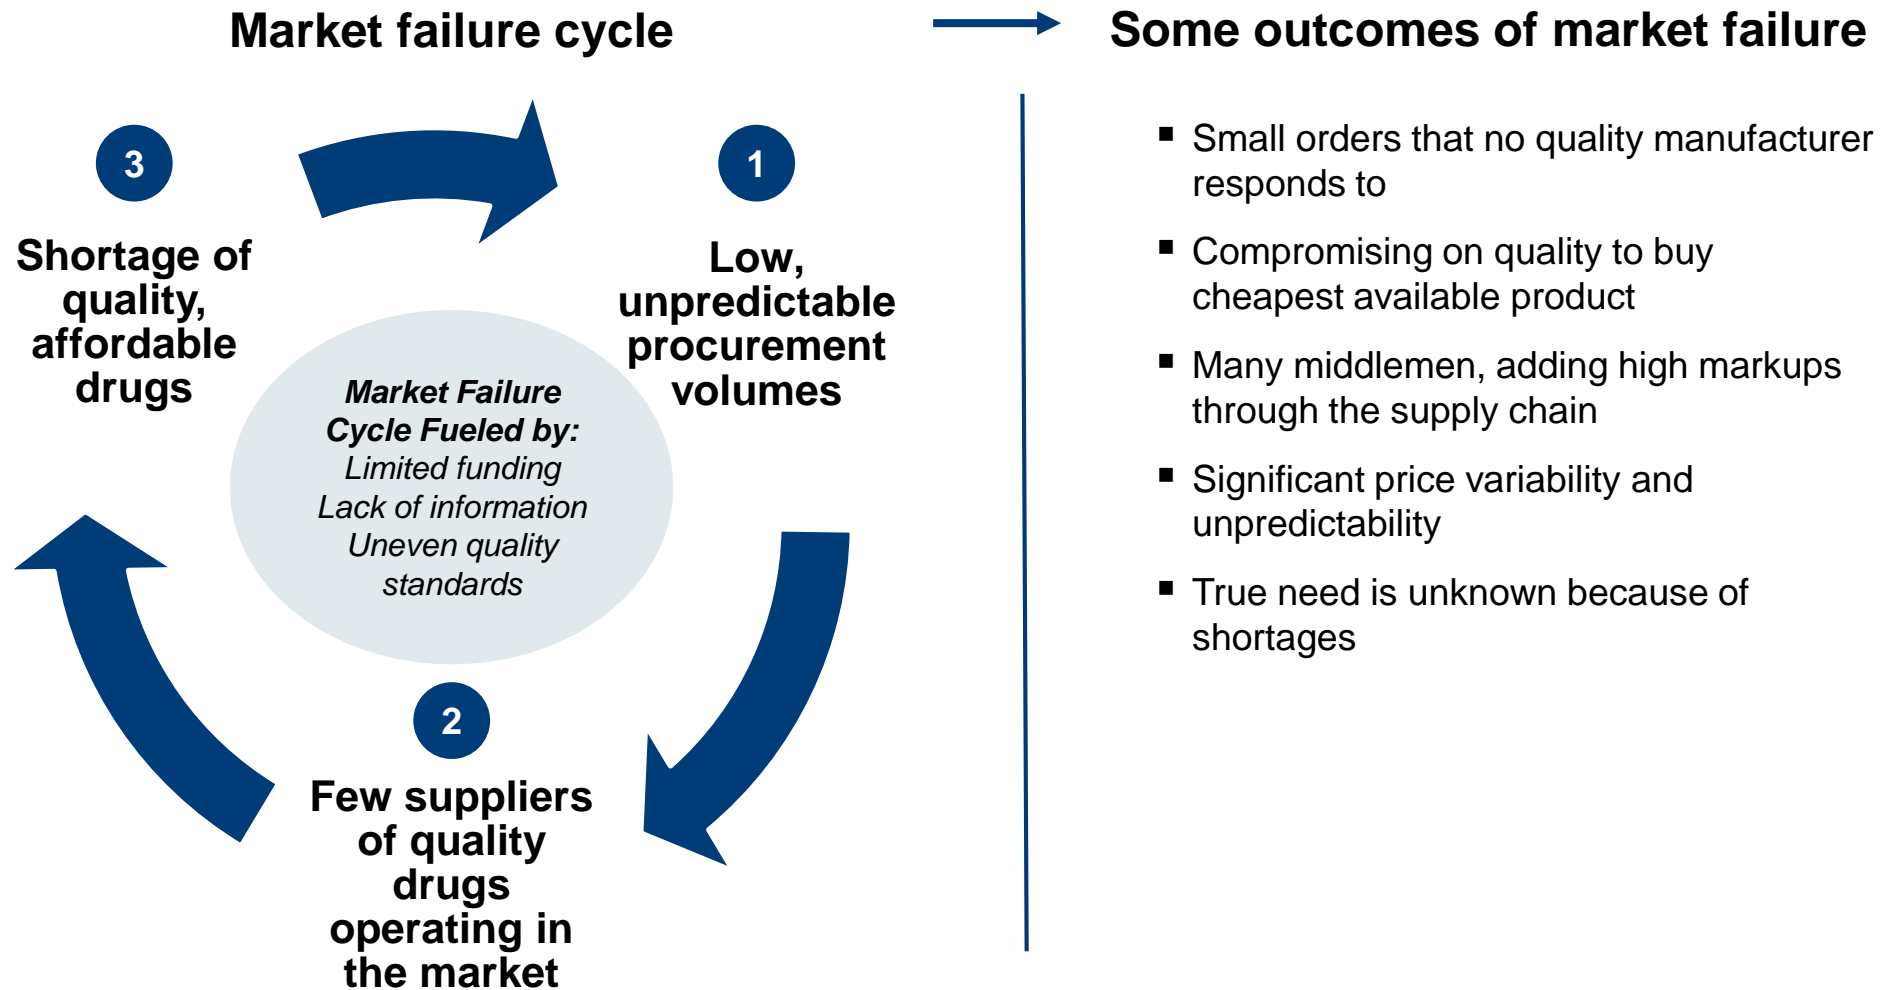 Market failure cycle
Some outcomes of market failure
3
Shortage of
quality,
affordable
drugs
1
Low,
unpredictable
procurement
volumes
Market Failure
Cycle Fueled by:
Limited funding
Lack of information
Uneven quality
standards
2
Few suppliers
of quality
drugs
operating in
the market
▪ Small orders that no quality manufacturer
responds to
▪ Compromising on quality to buy
cheapest available product
▪ Many middlemen, adding high markups
through the supply chain
▪ Significant price variability and
unpredictability
▪ True need is unknown because of
shortages